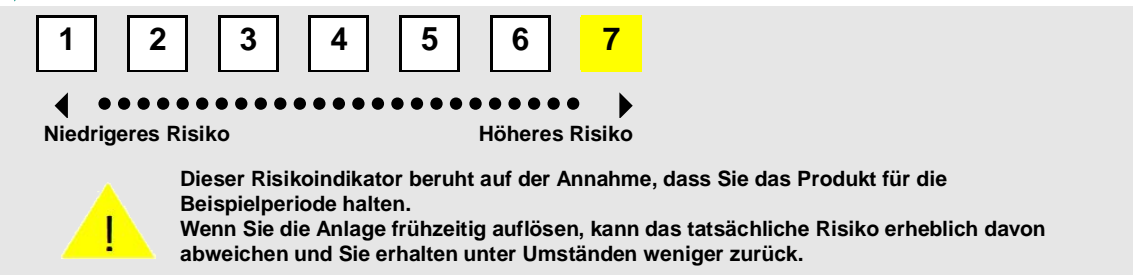 1 2 3 4 5 6 7
Niedrigeres Risiko Höheres Risiko
Dieser Risikoindikator beruht auf der Annahme, dass Sie das Produkt für die
Beispielperiode halten.
Wenn Sie die Anlage frühzeitig auflösen, kann das tatsächliche Risiko erheblich davon
abweichen und Sie erhalten unter Umständen weniger zurück.
!